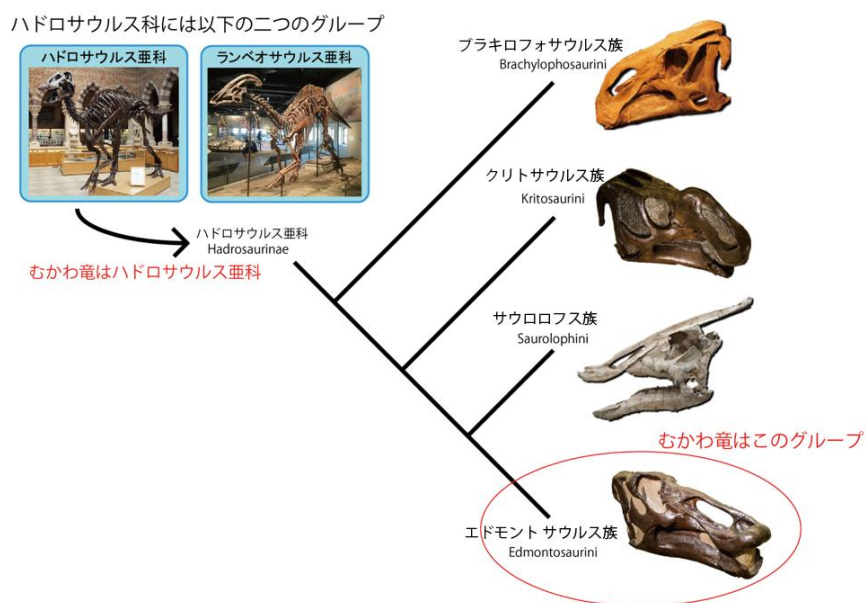 ハドロサウルス科には以下の二つのグループ
ハドロサウルス亜科
ランベオサウルス亜科
ハドロサウルス亜科
Hadrosaurinae
むかわ竜はハドロサウルス亜科
ブラキロフォサウルス族
Brachylophosaurini
クリトサウルス族
Kritosaurini
サウロロフス族
Saurolophini
むかわ竜はこのグループ
エドモント サウルス族
Edmontosaurini